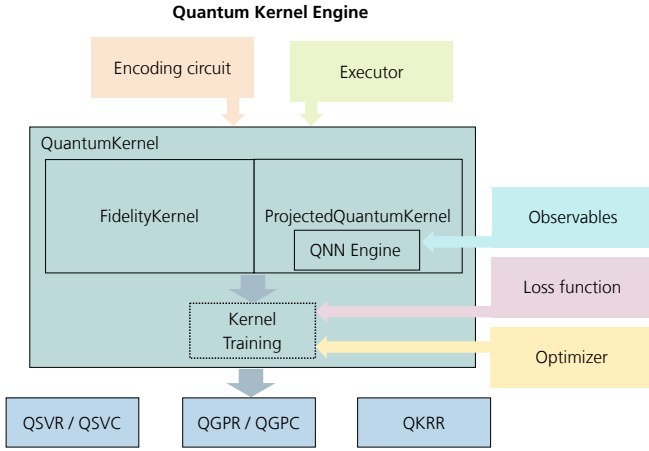 Quantum Kernel Engine
Encoding circuit
Executor
QuantumKernel
FidelityKernel
ProjectedQuantumKernel
QNN Engine
Observables
Loss function
Kernel
Training
Optimizer
QSVR / QSVC
QGPR / QGPC
QKRR